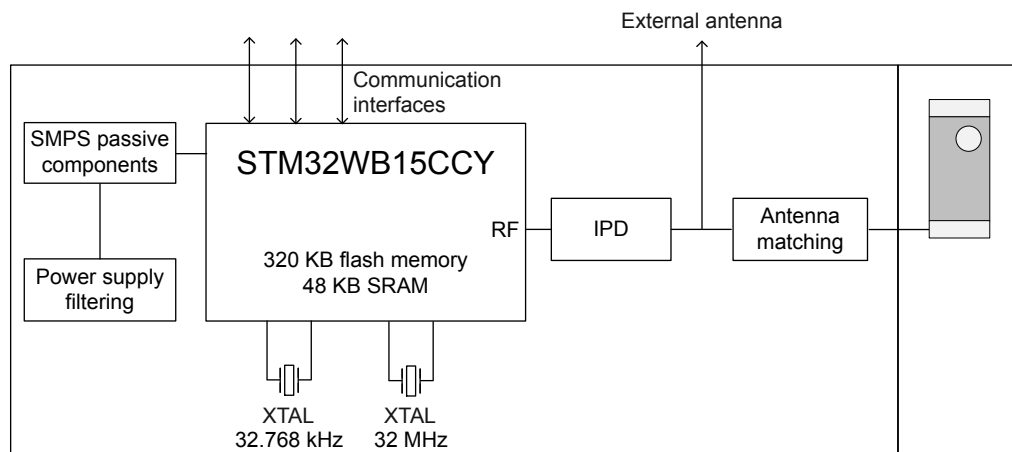 External antenna
Communication
interfaces
SMPS passive
components
STM32WB15CCY
RF
IPD
Antenna
matching
Power supply
filtering
320 KB flash memory
48 KB SRAM
XTAL
32.768 kHz
XTAL
32 MHz